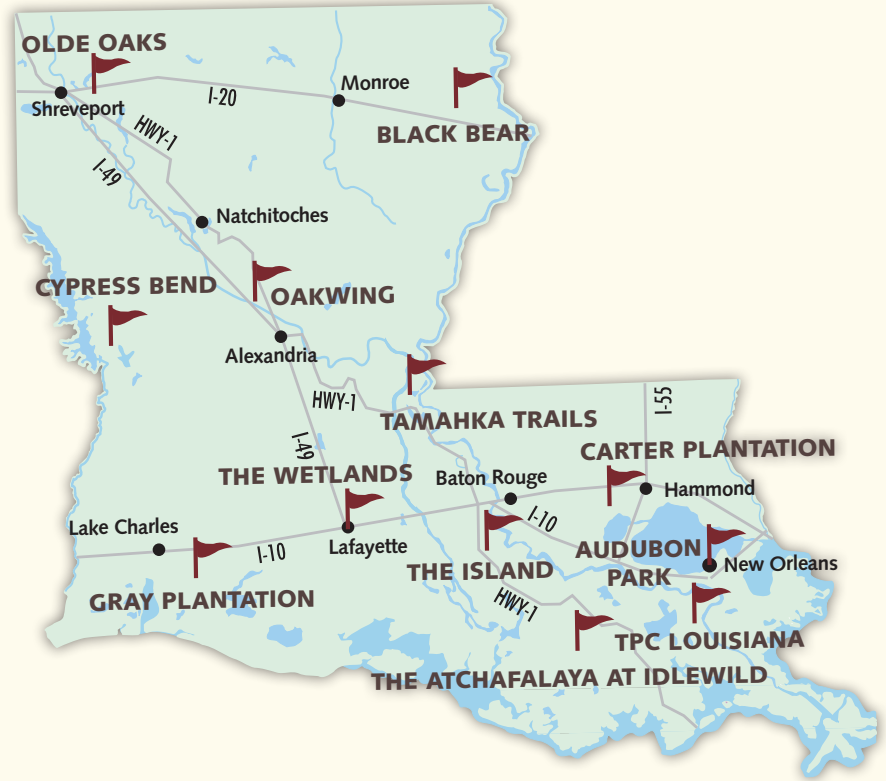 OLDE OAKS
Monroe
I-20
Shreveport
HWY-1
BLACK BEAR
I-49
Natchitoches
CYPRESS BEND
OAKWING
Alexandria
HWY-1
I-55
TAMAHKA TRAILS
I-49
CARTER PLANTATION
THE WETLANDS
Baton Rouge
Hammond
Lake Charles
I-10
Lafayette
I-10
AUDUBON
PARK
New Orleans
THE ISLAND
GRAY PLANTATION
HWY-1
TPC LOUISIANA
THE ATCHAFALAYA AT IDLEWILD